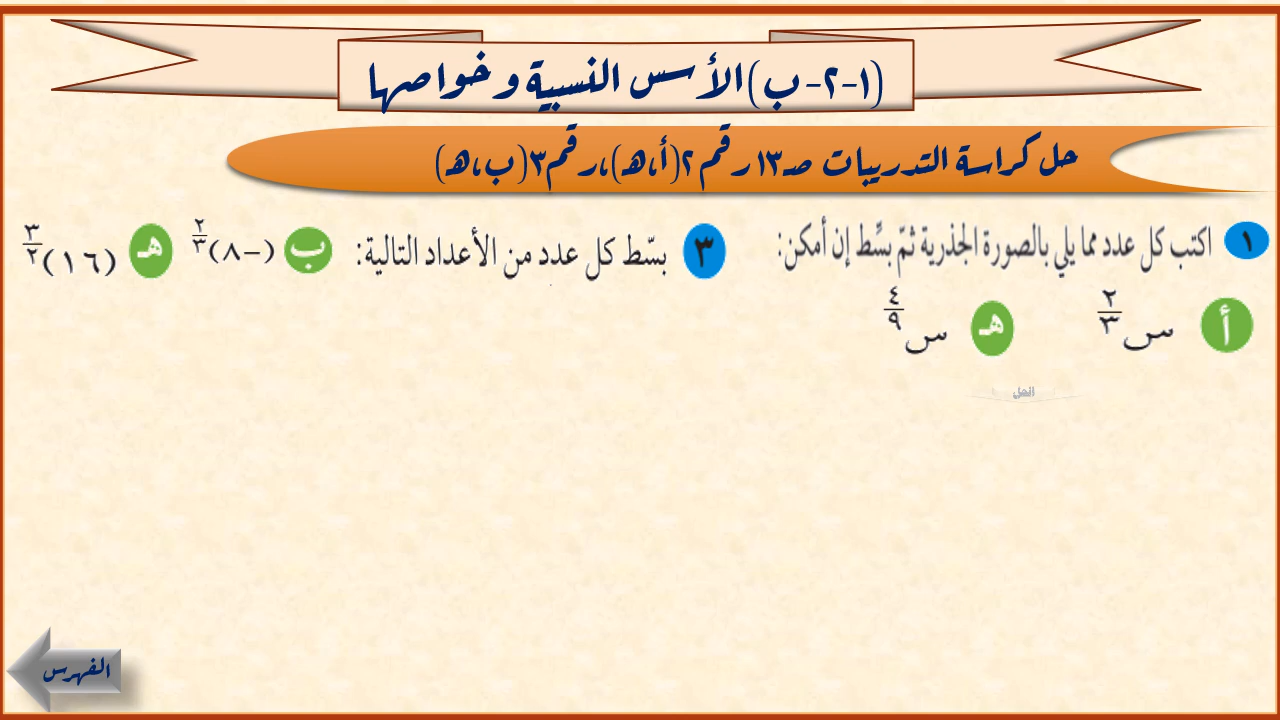 (١-٢-ب) الأسس النسبية وخواصها
حل كراسة التدريبات صـ١٣ رقم ٢(أ،هـ)،رقم٣(ب،هـ)
١ اكتب كل عدد مما يلي بالصورة الجذرية ثمّ بسِّط إن أمكن:
أ س^(٢/٣) هـ س^(٤/٩)
٣ بسّط كل عدد من الأعداد التالية: ب (-٨)^(٢/٣) هـ (١٦)^(٣/٢)
الحل
الفهرس